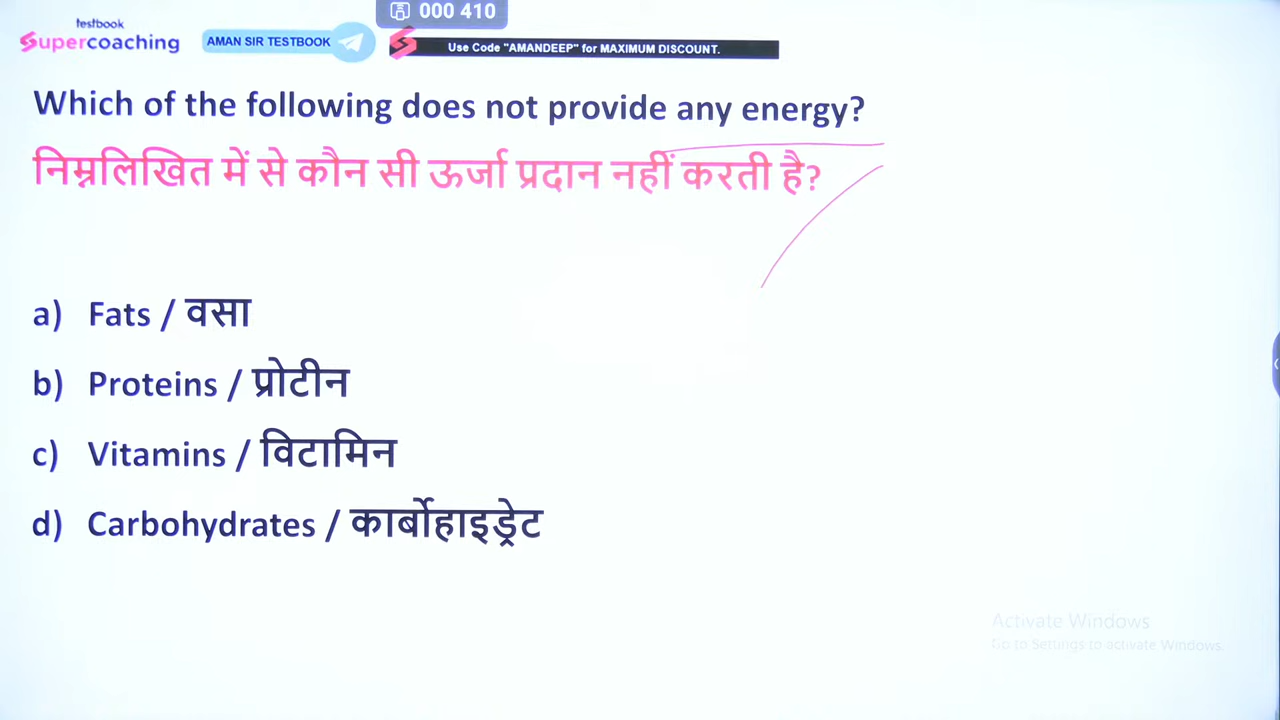 testbook
Supercoaching
AMAN SIR TESTBOOK
000 410
Use Code "AMANDEEP" for MAXIMUM DISCOUNT.
Which of the following does not provide any energy?
निम्नलिखित में से कौन सी ऊर्जा प्रदान नहीं करती है?
a) Fats / वसा
b) Proteins / प्रोटीन
c) Vitamins / विटामिन
d) Carbohydrates / कार्बोहाइड्रेट
Activate Windows
Go to Settings to activate Windows.